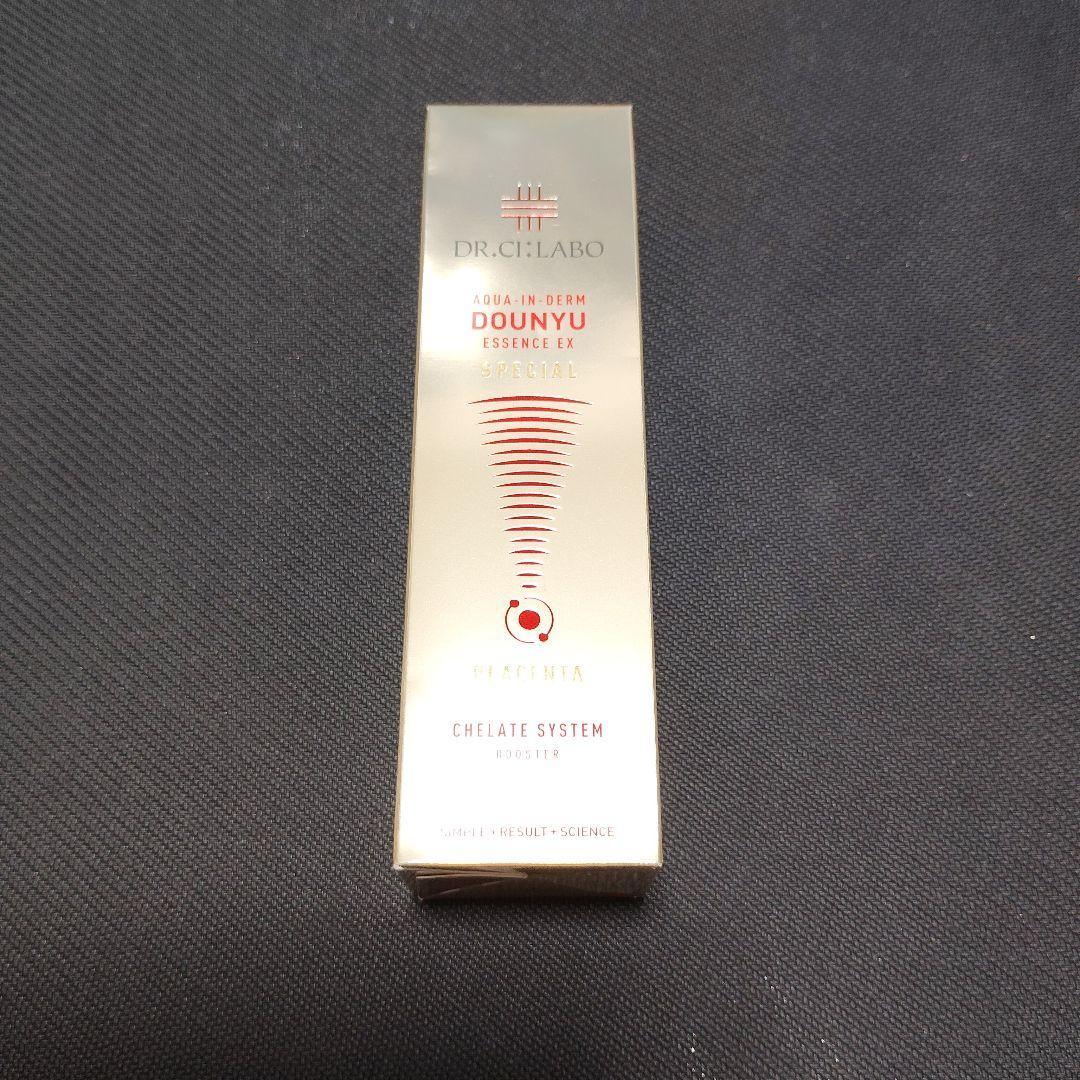 DR.CI:LABO
AQUA-IN-DERM
DOUNYU
ESSENCE EX
SPECIAL
PLACENTA
CHELATE SYSTEM
BOOSTER
SIMPLE + RESULT + SCIENCE